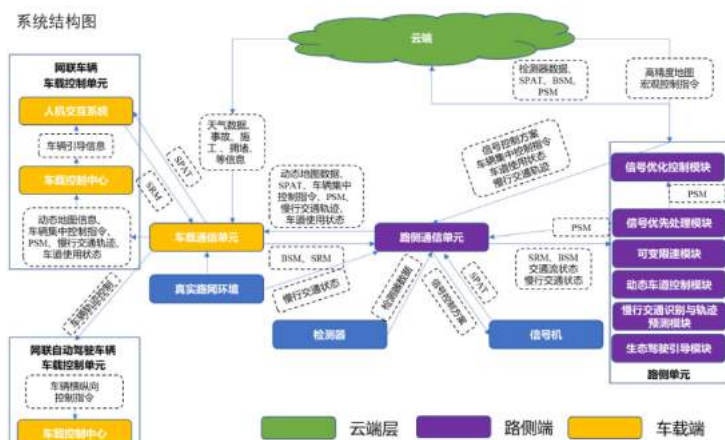 系统结构图
云端
网联车辆
车载控制单元
人机交互系统
车辆引导信息
车载控制中心
动态地图信息、
车辆集中控制指令、
PSM、慢行交通轨迹、
车道使用状态
SPAT
SRM
天气数据、
事故、施
工、拥堵、
等信息
检测器数据、
SPAT、BSM、
PSM
高精度地图
宏观控制指令
信号控制方案
车辆集中控制指令
车道使用状态
慢行交通轨迹
动态地图数据、
SPAT、车辆集中
控制指令、PSM、
慢行交通轨迹、
车道使用状态
车载通信单元
BSM、SRM
路侧通信单元
PSM
SRM、BSM
交通流状态
慢行交通状态
真实路网环境
慢行交通状态
检测器数据
信号控制方案
SPAT
检测器
信号机
信号优化控制模块
PSM
信号优先处理模块
可变限速模块
动态车道控制模块
慢行交通识别与轨迹
预测模块
生态驾驶引导模块
路侧单元
网联自动驾驶车辆
车载控制单元
车辆横纵向
控制指令
车载控制中心
云端层
路侧端
车载端